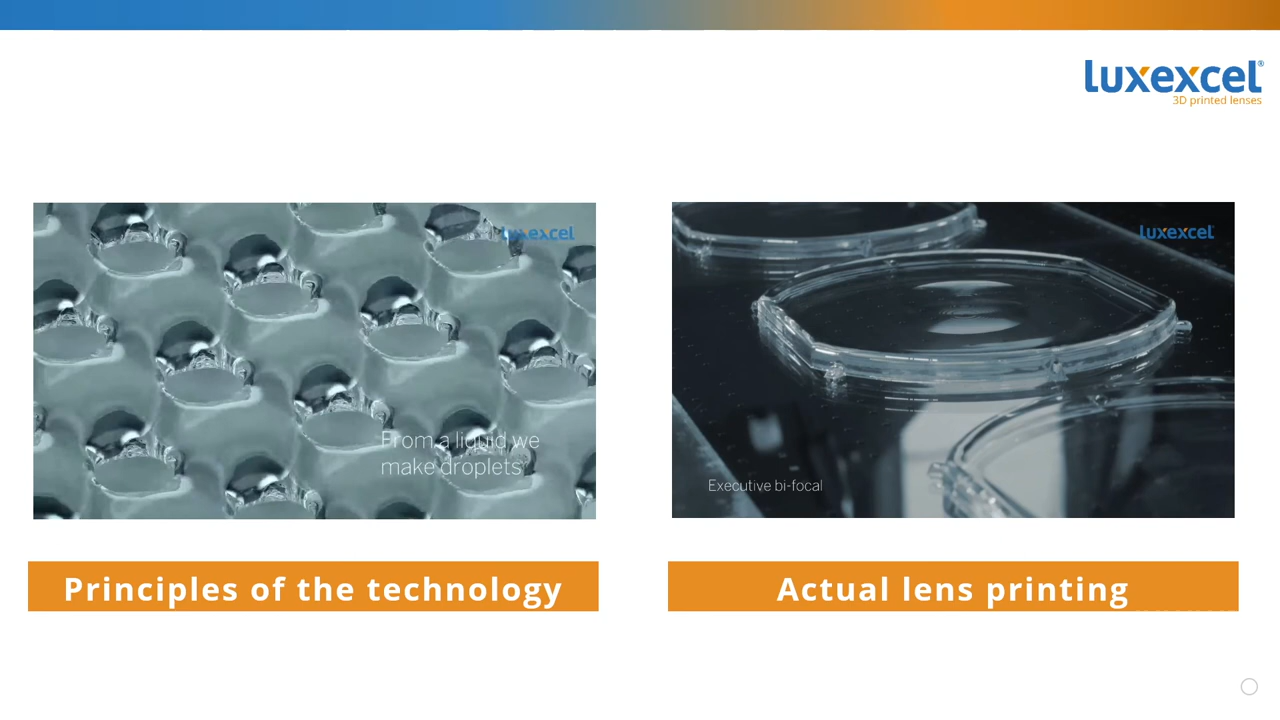 luxexcel®
3D printed lenses
luxexcel
From a liquid we
make droplets
luxexcel
Executive bi-focal
Principles of the technology
Actual lens printing